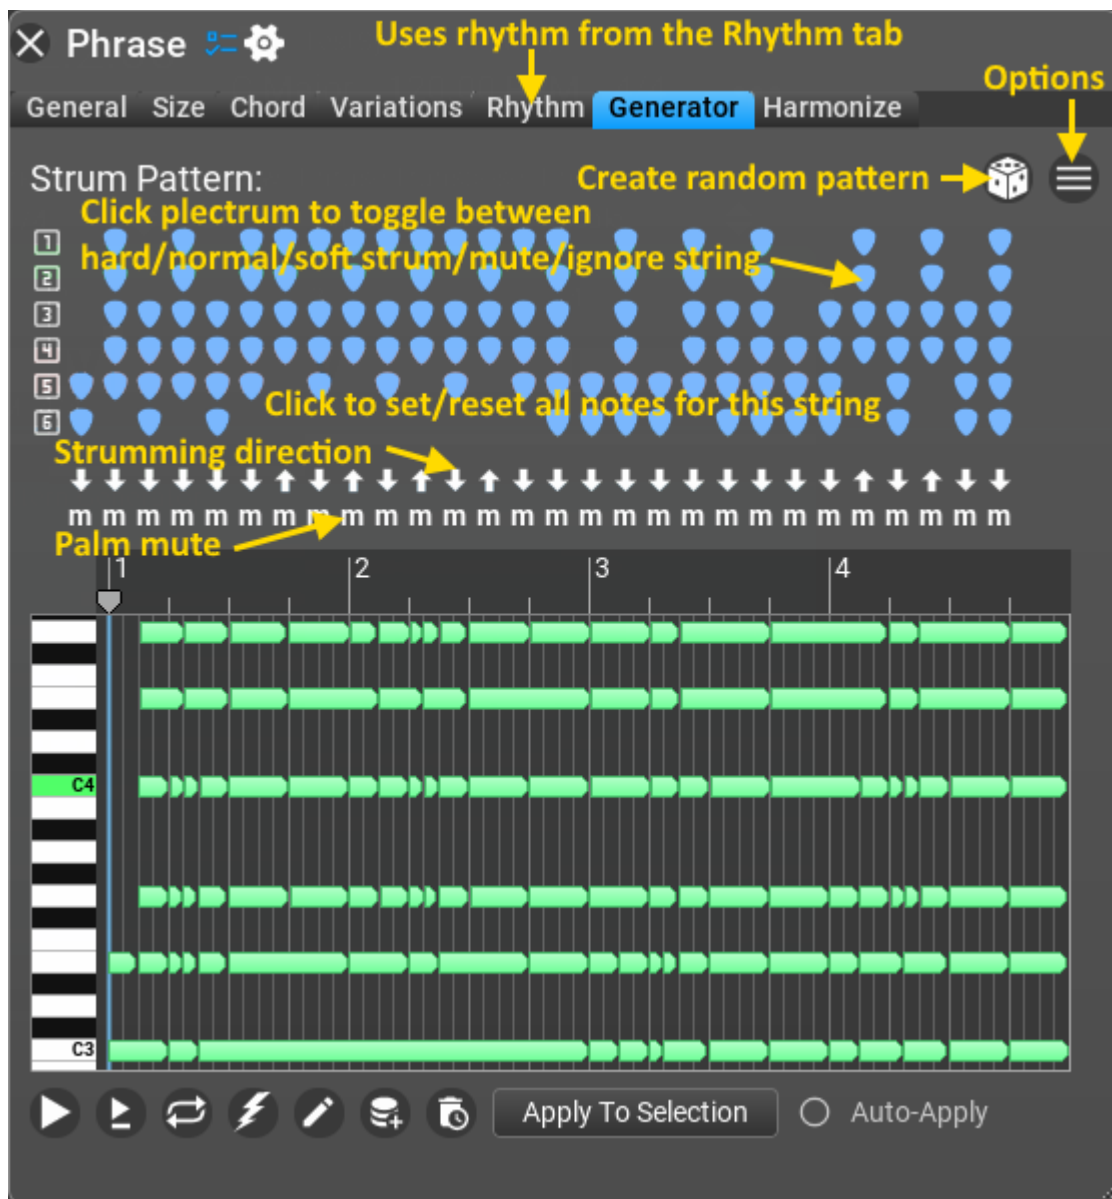 Phrase
Uses rhythm from the Rhythm tab
Options
General Size Chord Variations Rhythm Generator Harmonize
Strum Pattern:
Create random pattern
Click plectrum to toggle between
1
hard/normal/soft strum/mute/ignore string
2
3
4
5
Click to set/reset all notes for this string
6
Strumming direction
m m m m m m m m m m m m m m m m m m m m m m m m m m m m
Palm mute
1 2 3 4
C4
C3
Apply To Selection Auto-Apply